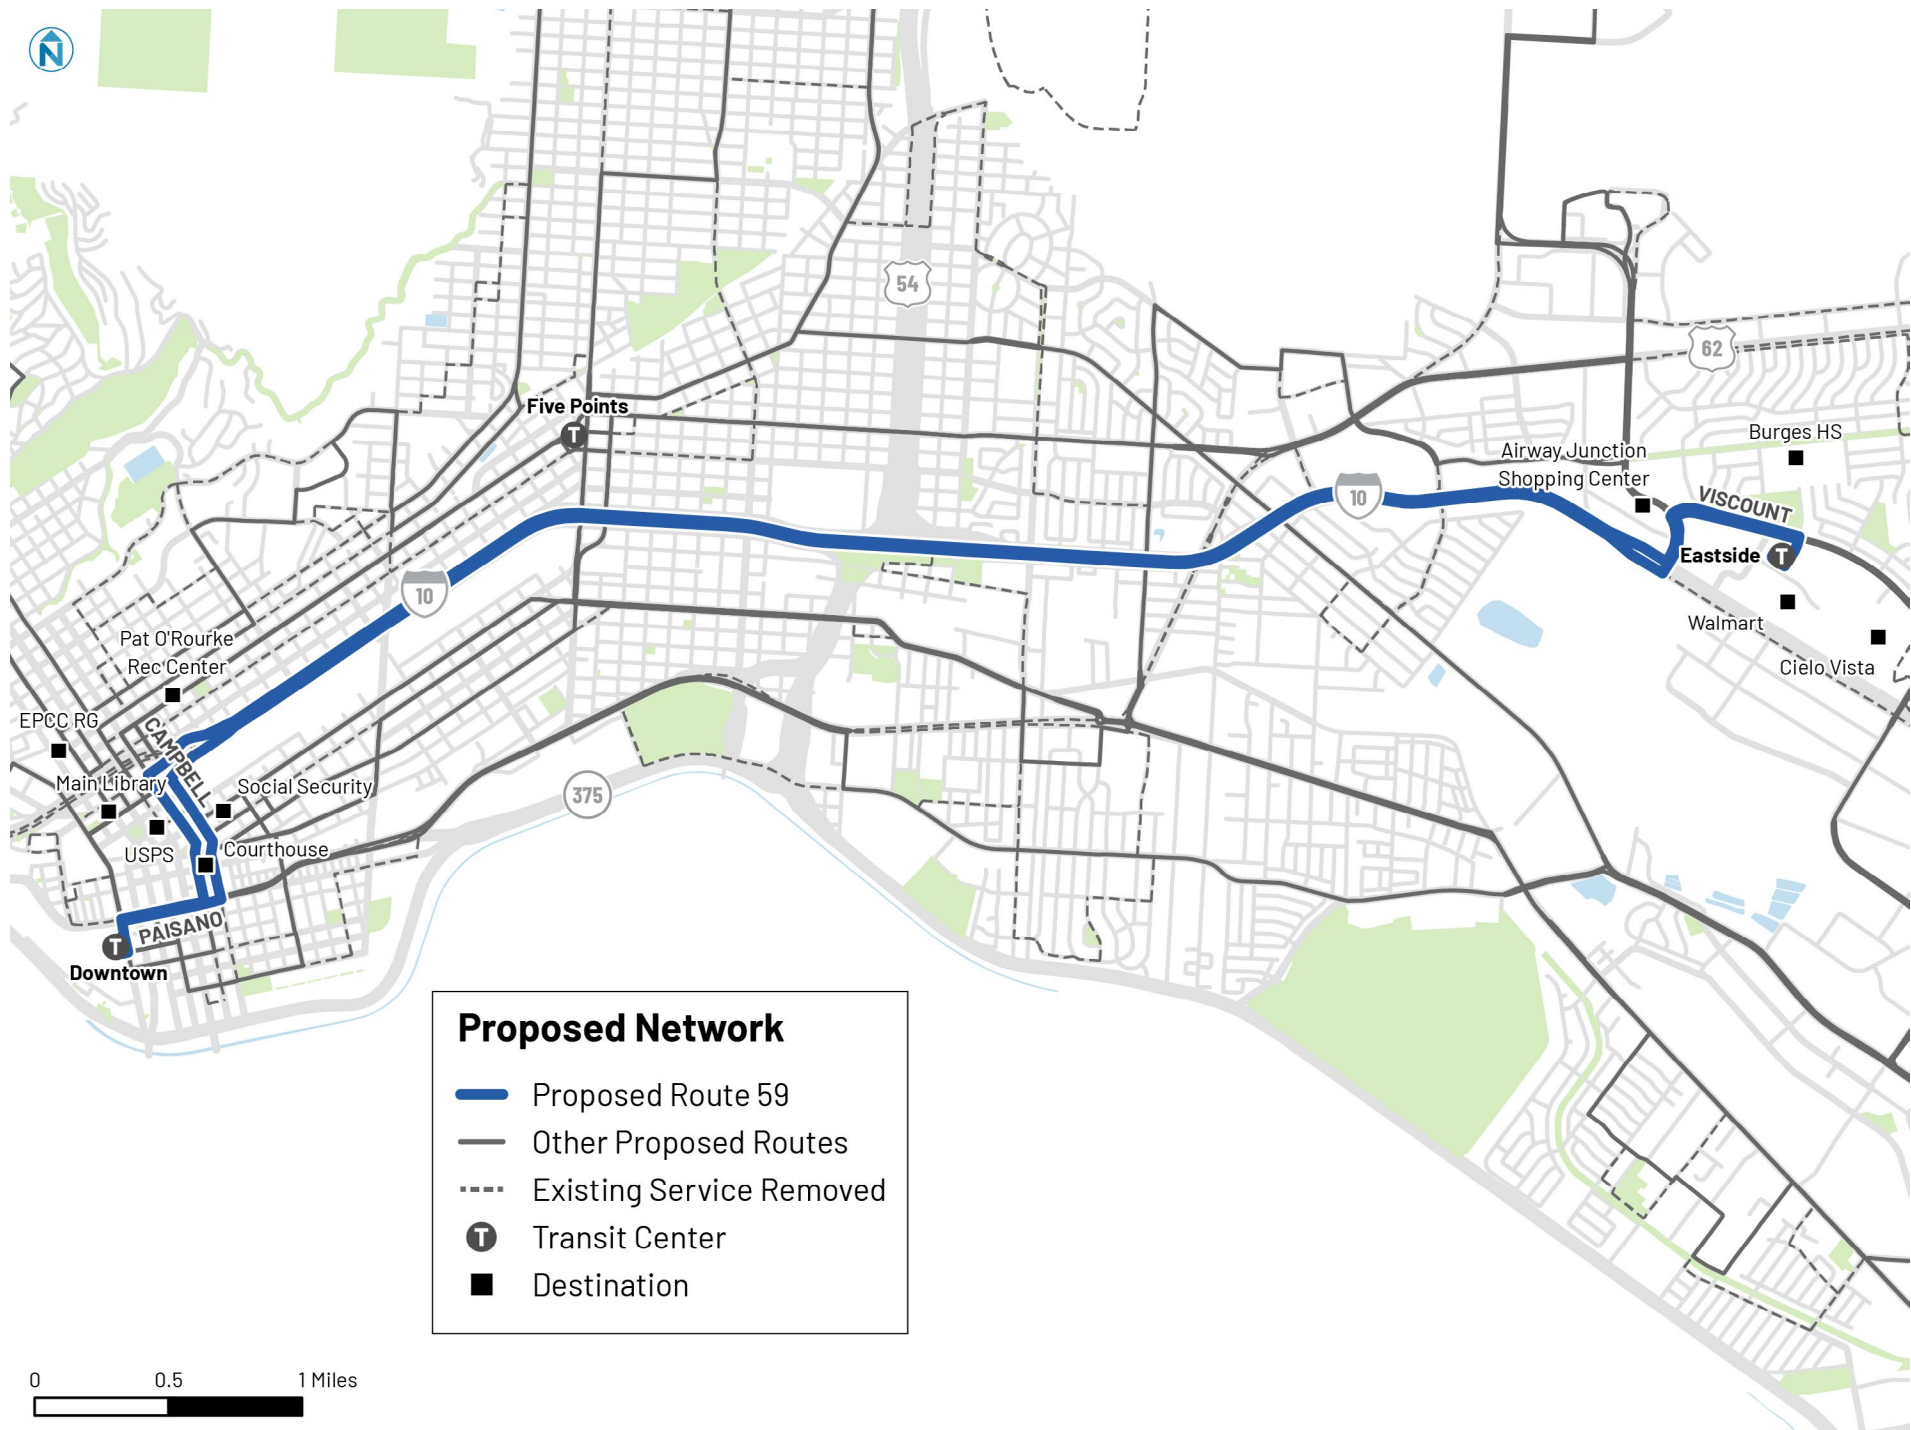 N
54
62
Five Points
Burges HS
Airway Junction
Shopping Center
10
VISCOUNT
Eastside
T
T
10
Walmart
Pat O'Rourke
Rec Center
Cielo Vista
EPCC RG
CAMPBELL
Main Library
Social Security
375
USPS
Courthouse
PAISANO
T
Downtown
Proposed Network
Proposed Route 59
Other Proposed Routes
Existing Service Removed
T
Transit Center
Destination
0 0.5 1 Miles